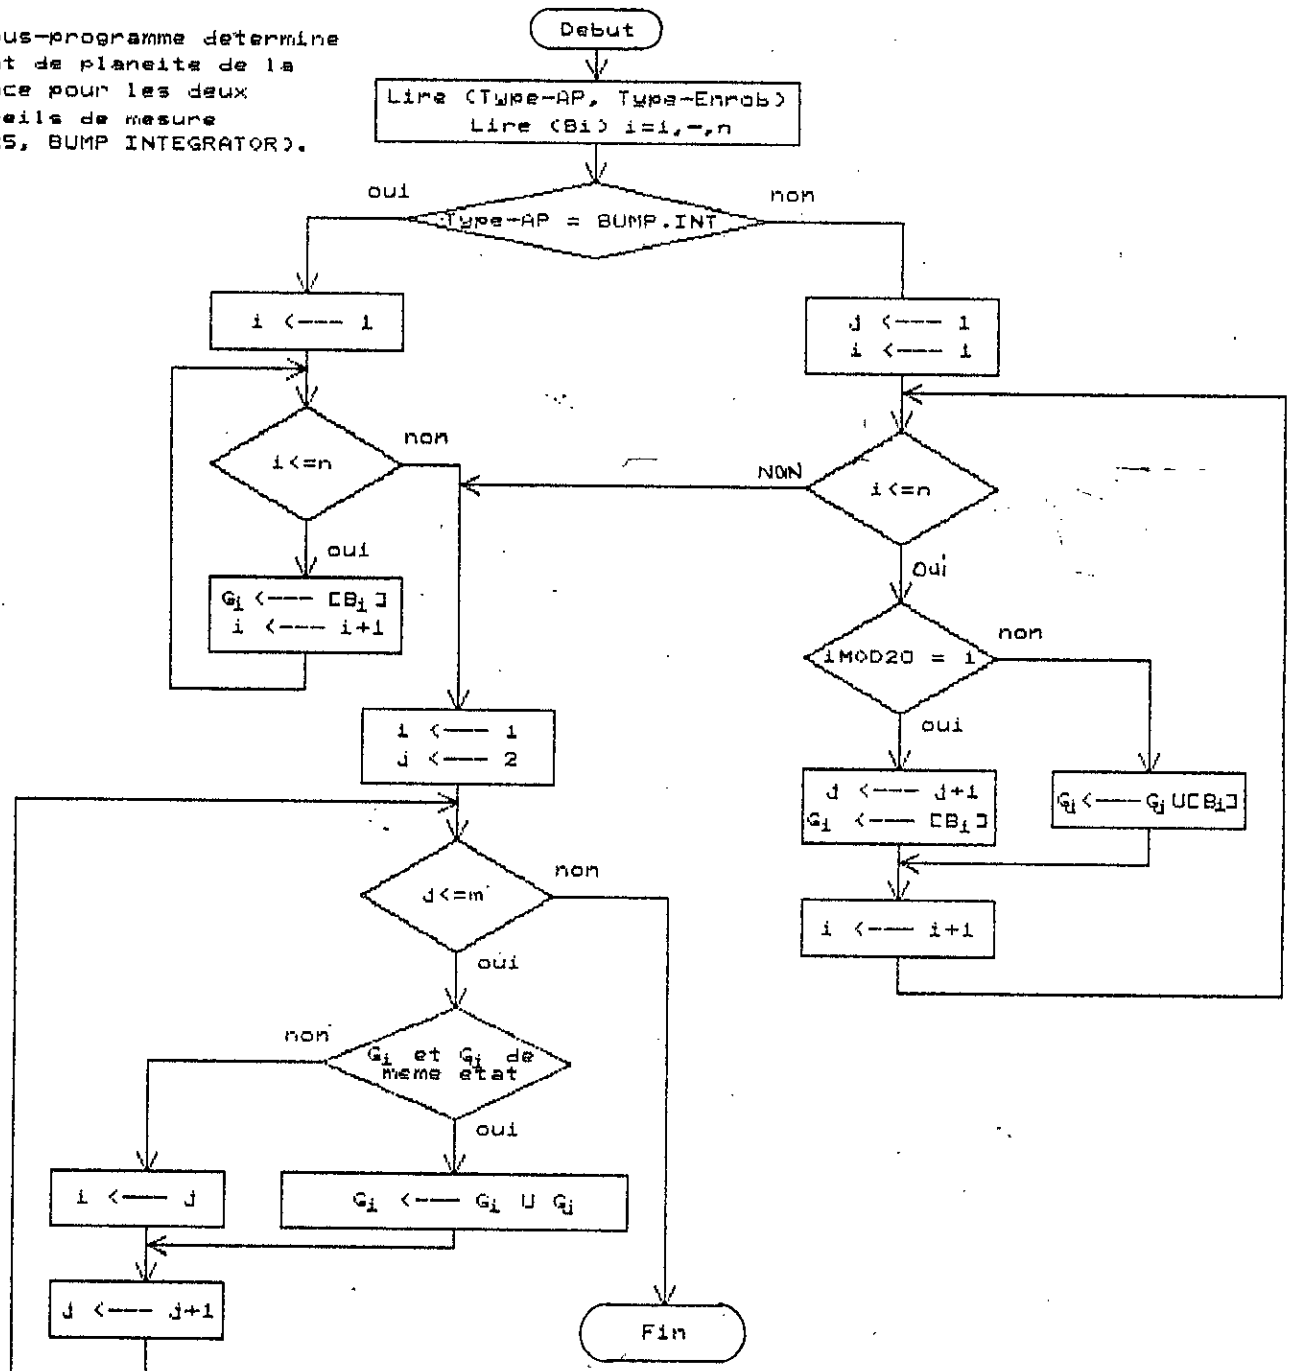 us-programme determine
t de planeite de la
ce pour les deux
eils de mesure
S, BUMP INTEGRATOR).
Debut
Lire (Type-AP, Type-Enrob)
Lire (Bi) i=i,-,n
oui
non
Type-AP = BUMP.INT
i <--- 1
j <--- 1
i <--- 1
i<=n
non
NON
i<=n
oui
Oui
Gi <--- [Bi]
i <--- i+1
iMOD20 = 1
non
oui
i <--- 1
j <--- 2
j <--- j+1
Gi <--- [Bi]
Gj <--- Gj U[Bi]
j<=m
non
i <--- i+1
oui
non
Gi et Gj de
meme etat
oui
i <--- j
Gi <--- Gi U Gj
j <--- j+1
Fin